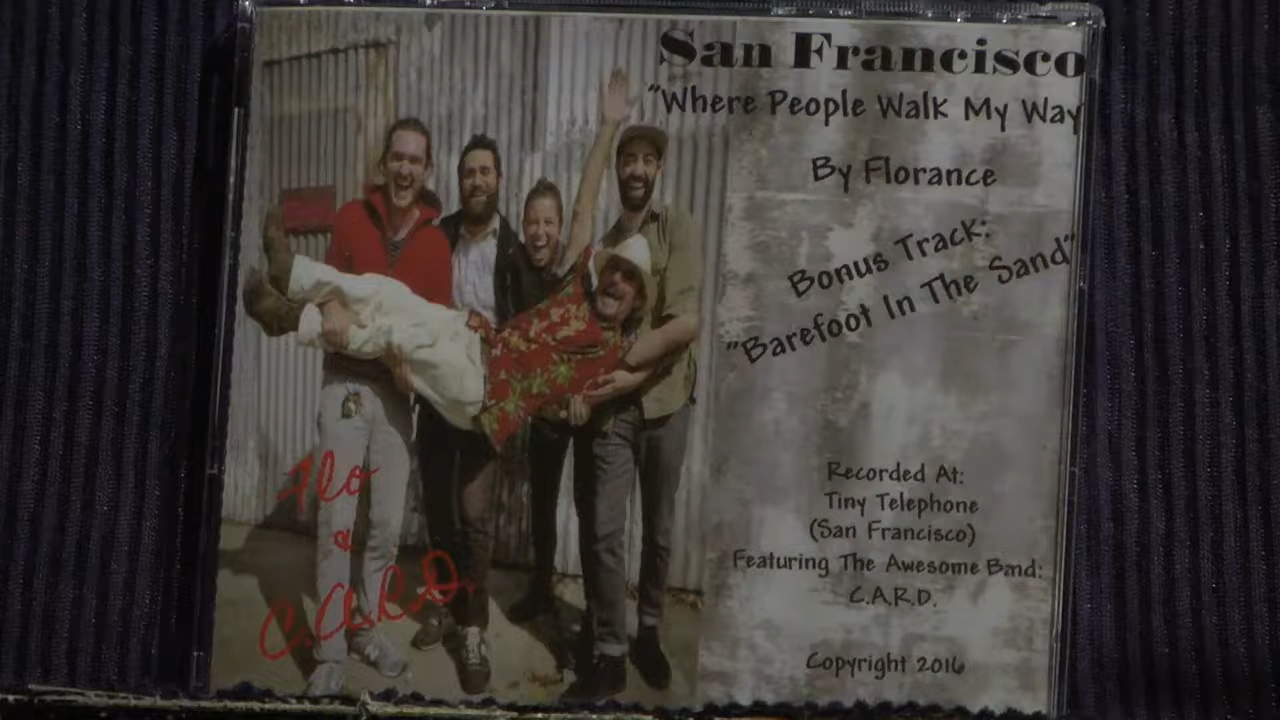 San Francisco
"Where People Walk My Way
By Florance
Bonus Track:
"Barefoot In The Sand"
Recorded At:
Tiny Telephone
(San Francisco)
Featuring The Awesome Band:
C.A.R.D.
Copyright 2016
Flo
&
C.A.R.D.